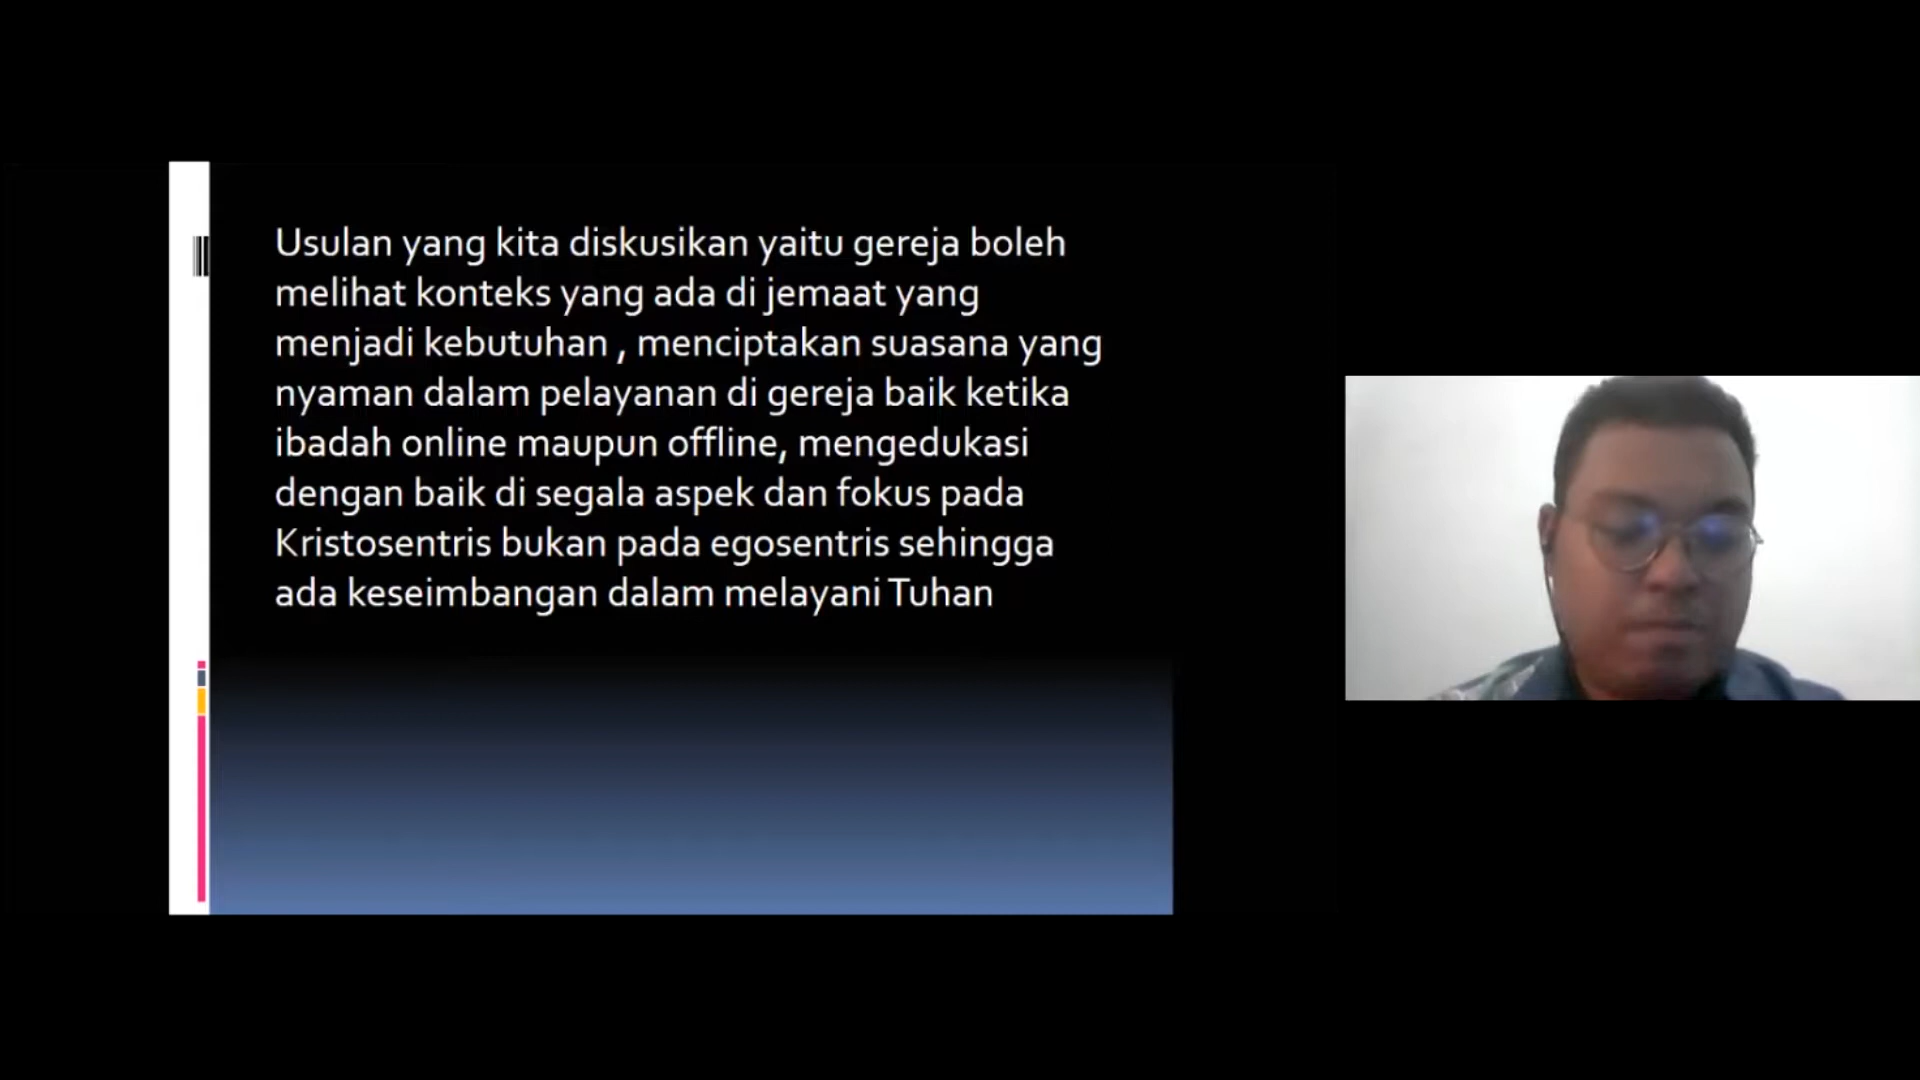 Usulan yang kita diskusikan yaitu gereja boleh
melihat konteks yang ada di jemaat yang
menjadi kebutuhan , menciptakan suasana yang
nyaman dalam pelayanan di gereja baik ketika
ibadah online maupun offline, mengedukasi
dengan baik di segala aspek dan fokus pada
Kristosentris bukan pada egosentris sehingga
ada keseimbangan dalam melayani Tuhan